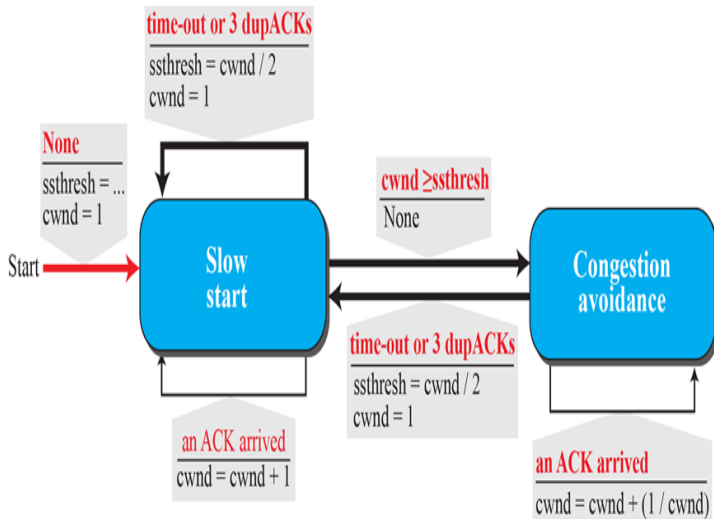 time-out or 3 dupACKs
ssthresh = cwnd / 2
cwnd = 1
None
ssthresh = ...
cwnd = 1
Start
Slow
start
cwnd ≥ssthresh
None
Congestion
avoidance
time-out or 3 dupACKs
ssthresh = cwnd / 2
cwnd = 1
an ACK arrived
cwnd = cwnd + 1
an ACK arrived
cwnd = cwnd + (1 / cwnd)